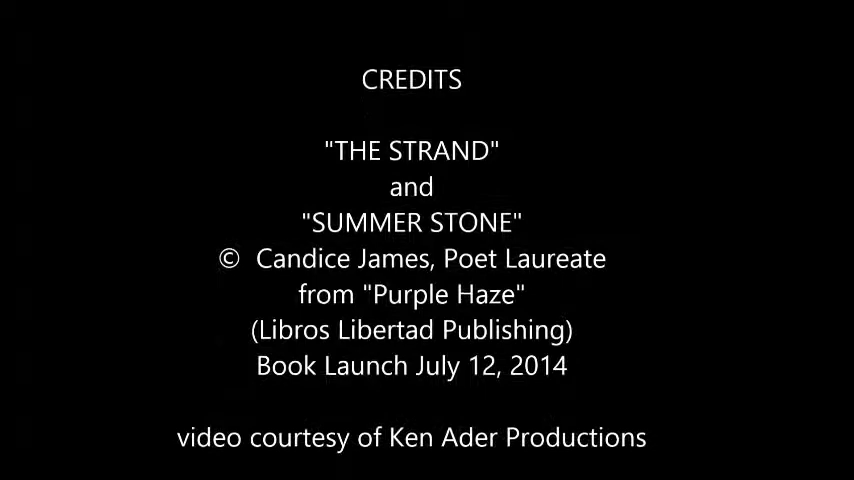 CREDITS
"THE STRAND"
and
"SUMMER STONE"
© Candice James, Poet Laureate
from "Purple Haze"
(Libros Libertad Publishing)
Book Launch July 12, 2014
video courtesy of Ken Ader Productions